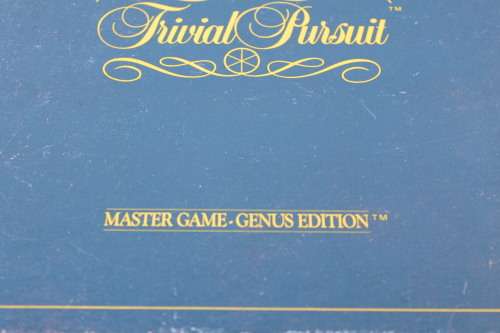 Trivial Pursuit™
MASTER GAME-GENUS EDITION™